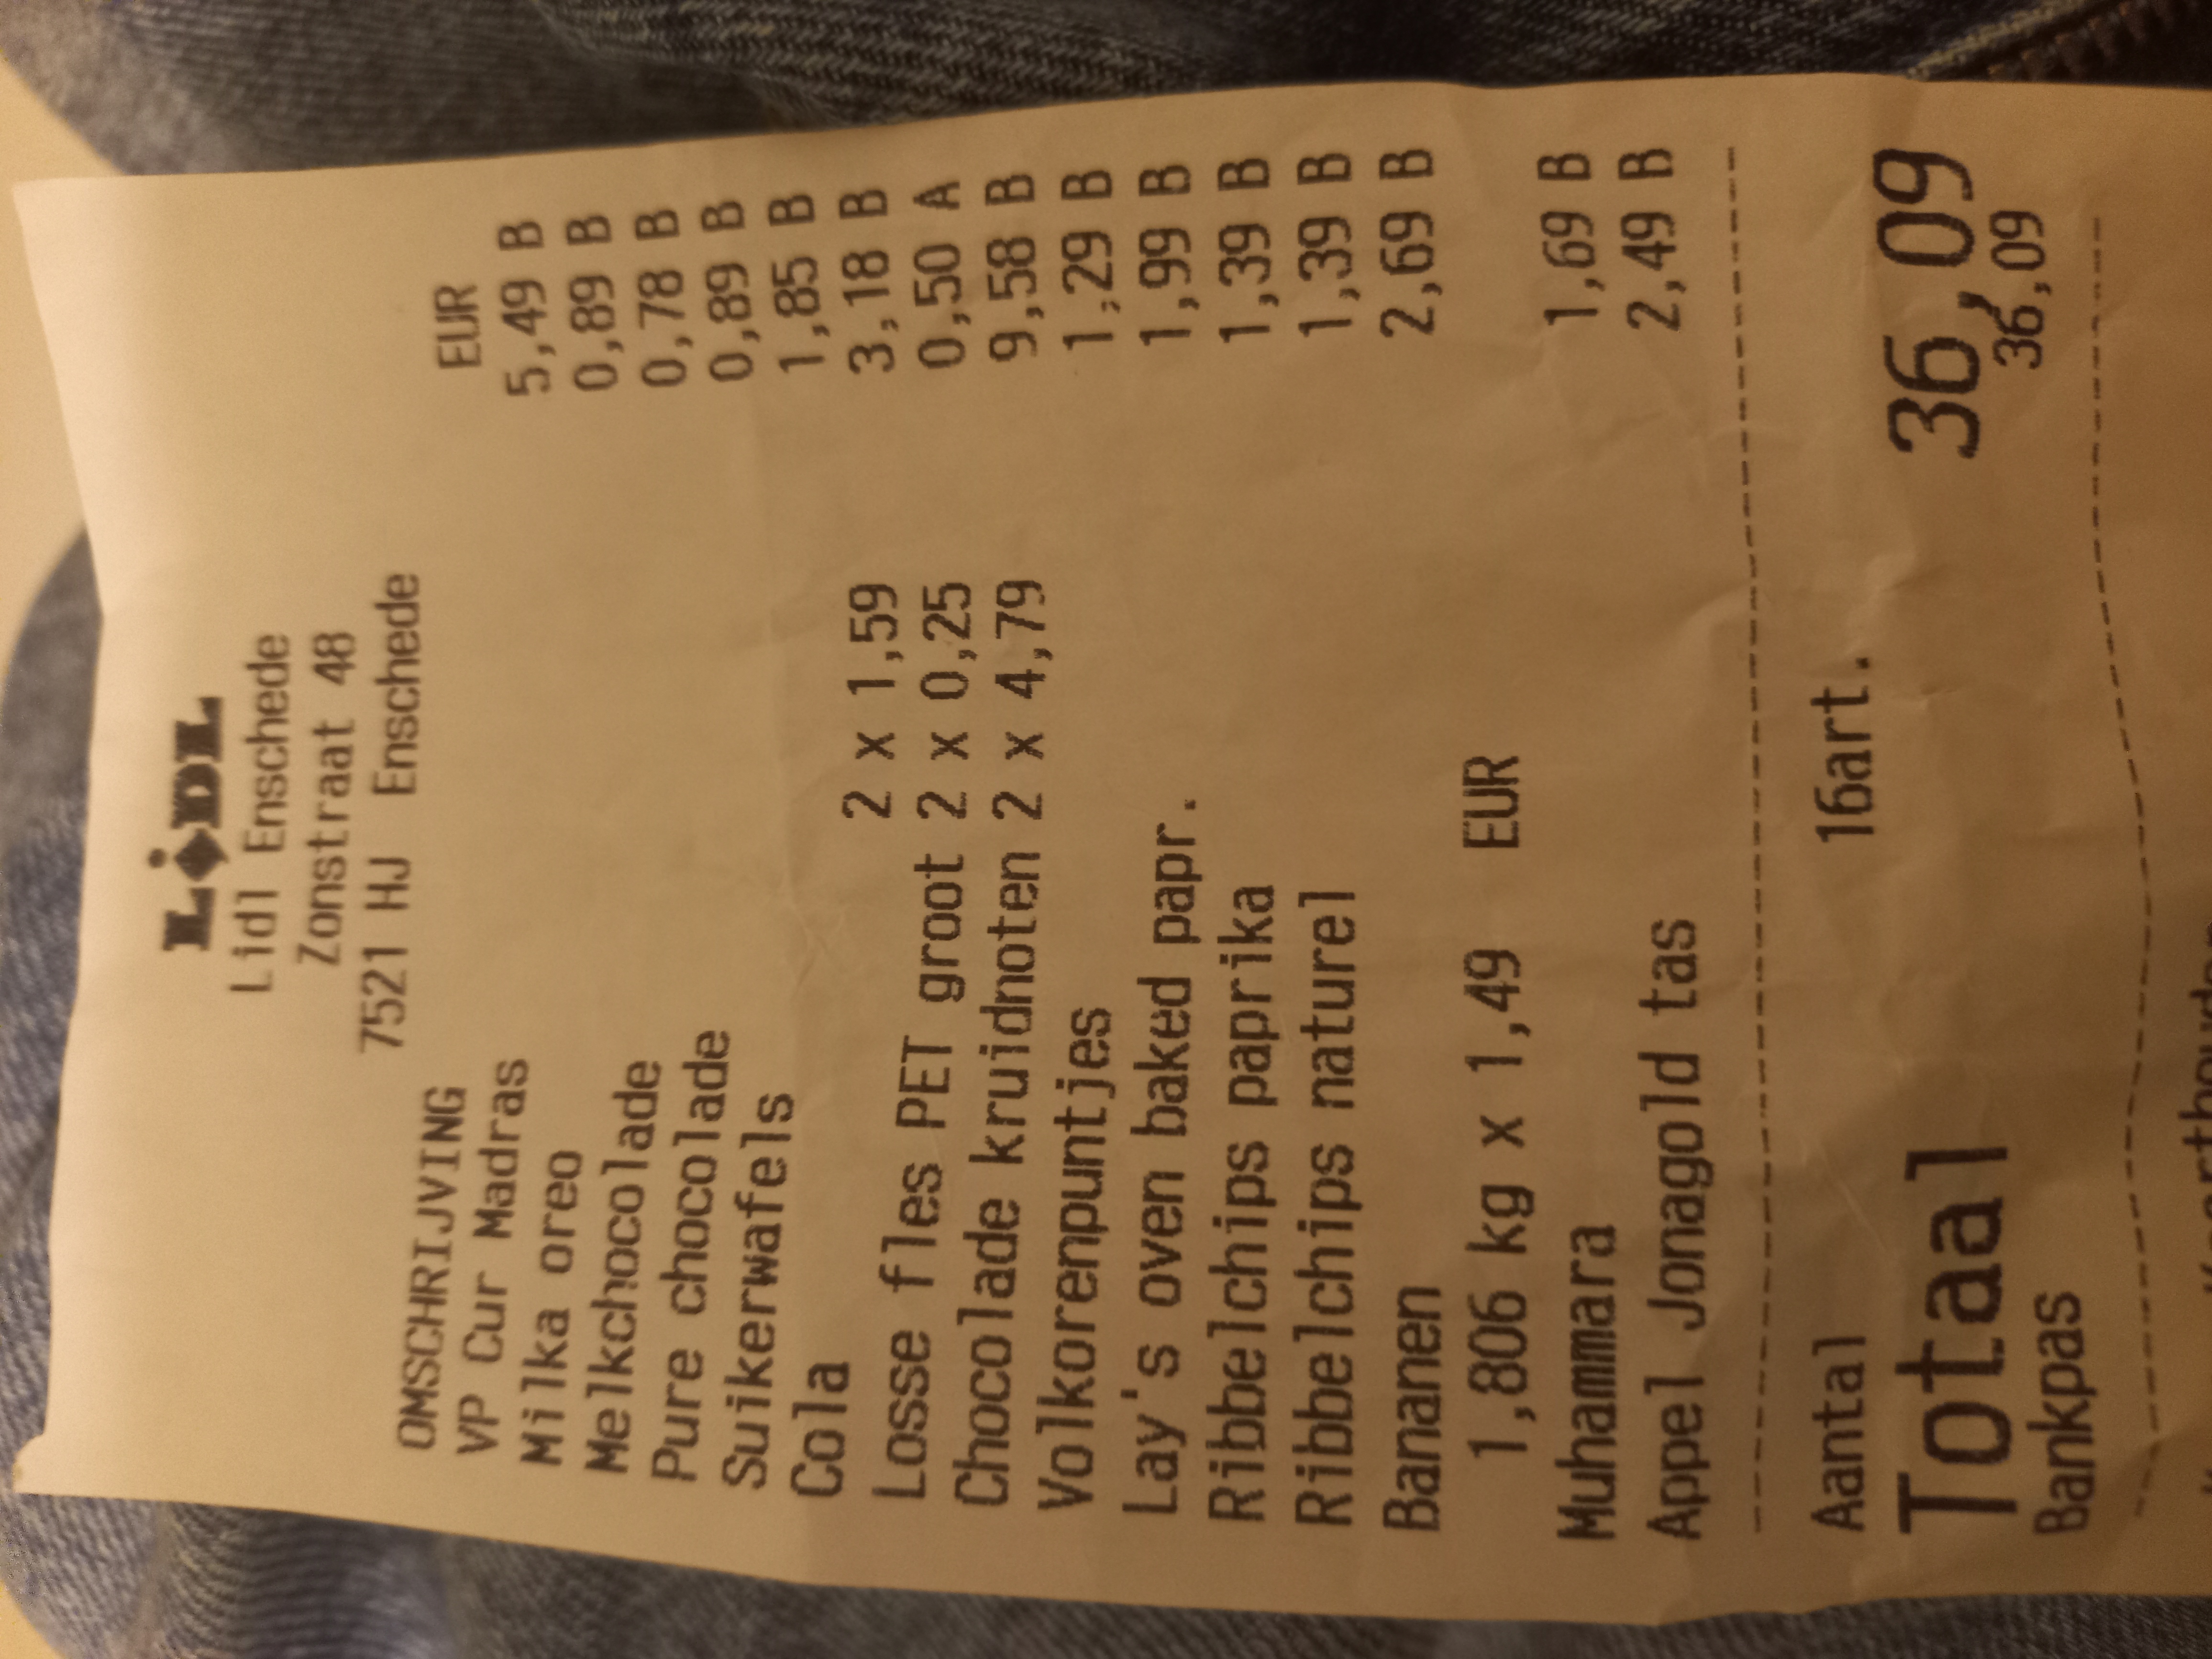 LIDL
Lidl Enschede
Zonstraat 48
7521 HJ Enschede
OMSCHRIJVING EUR
VP Cur Madras 5,49 B
Milka oreo 0,89 B
Melkchocolade 0,78 B
Pure chocolade 0,89 B
Suikerwafels 1,85 B
Cola 2 x 1,59 3,18 B
Losse fles PET groot 2 x 0,25 0,50 A
Chocolade kruidnoten 2 x 4,79 9,58 B
Volkorenpuntjes 1,29 B
Lay's oven baked papr. 1,99 B
Ribbelchips paprika 1,39 B
Ribbelchips naturel 1,39 B
Bananen 2,69 B
1,806 kg x 1,49 EUR
Muhammara 1,69 B
Appel Jonagold tas 2,49 B
Aantal 16art.
Totaal 36,09
Bankpas 36,09